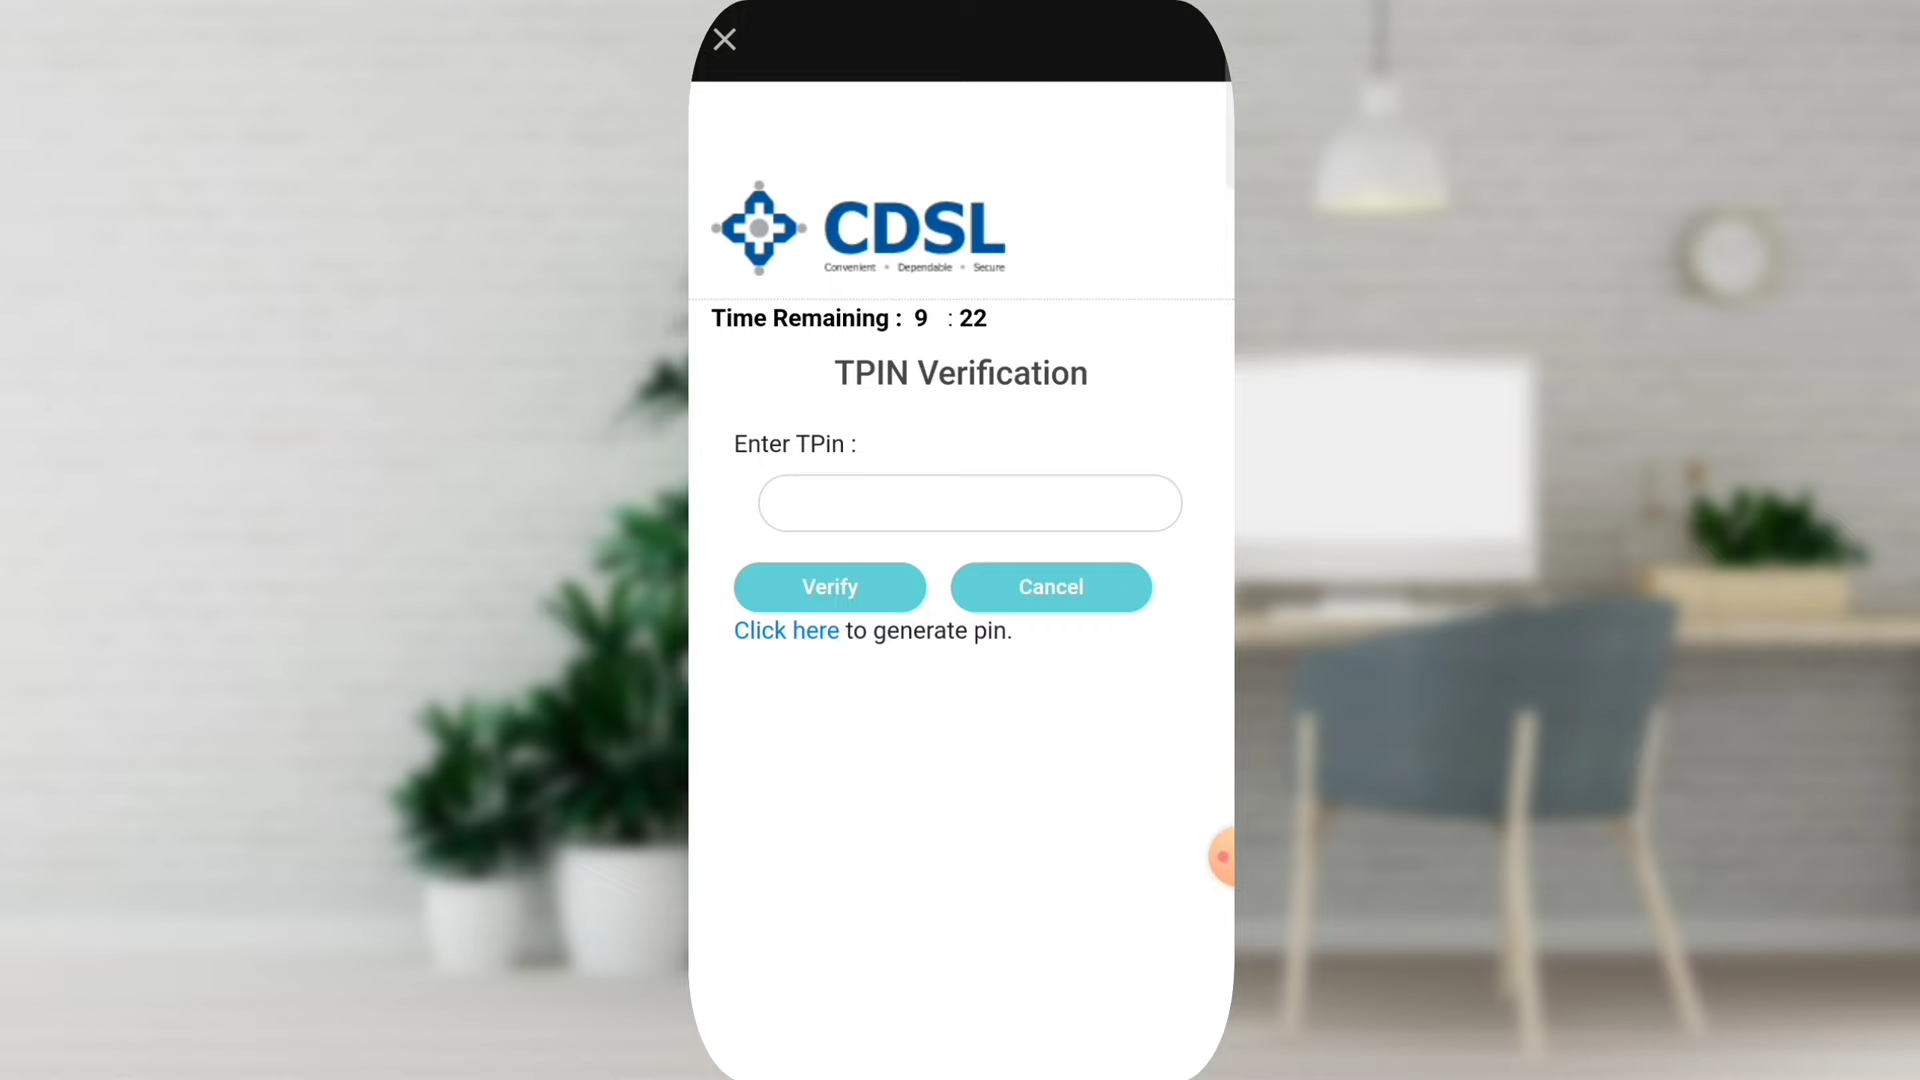 CDSL
Convenient • Dependable • Secure
Time Remaining : 9 : 22
TPIN Verification
Enter TPin :
Verify Cancel
Click here to generate pin.